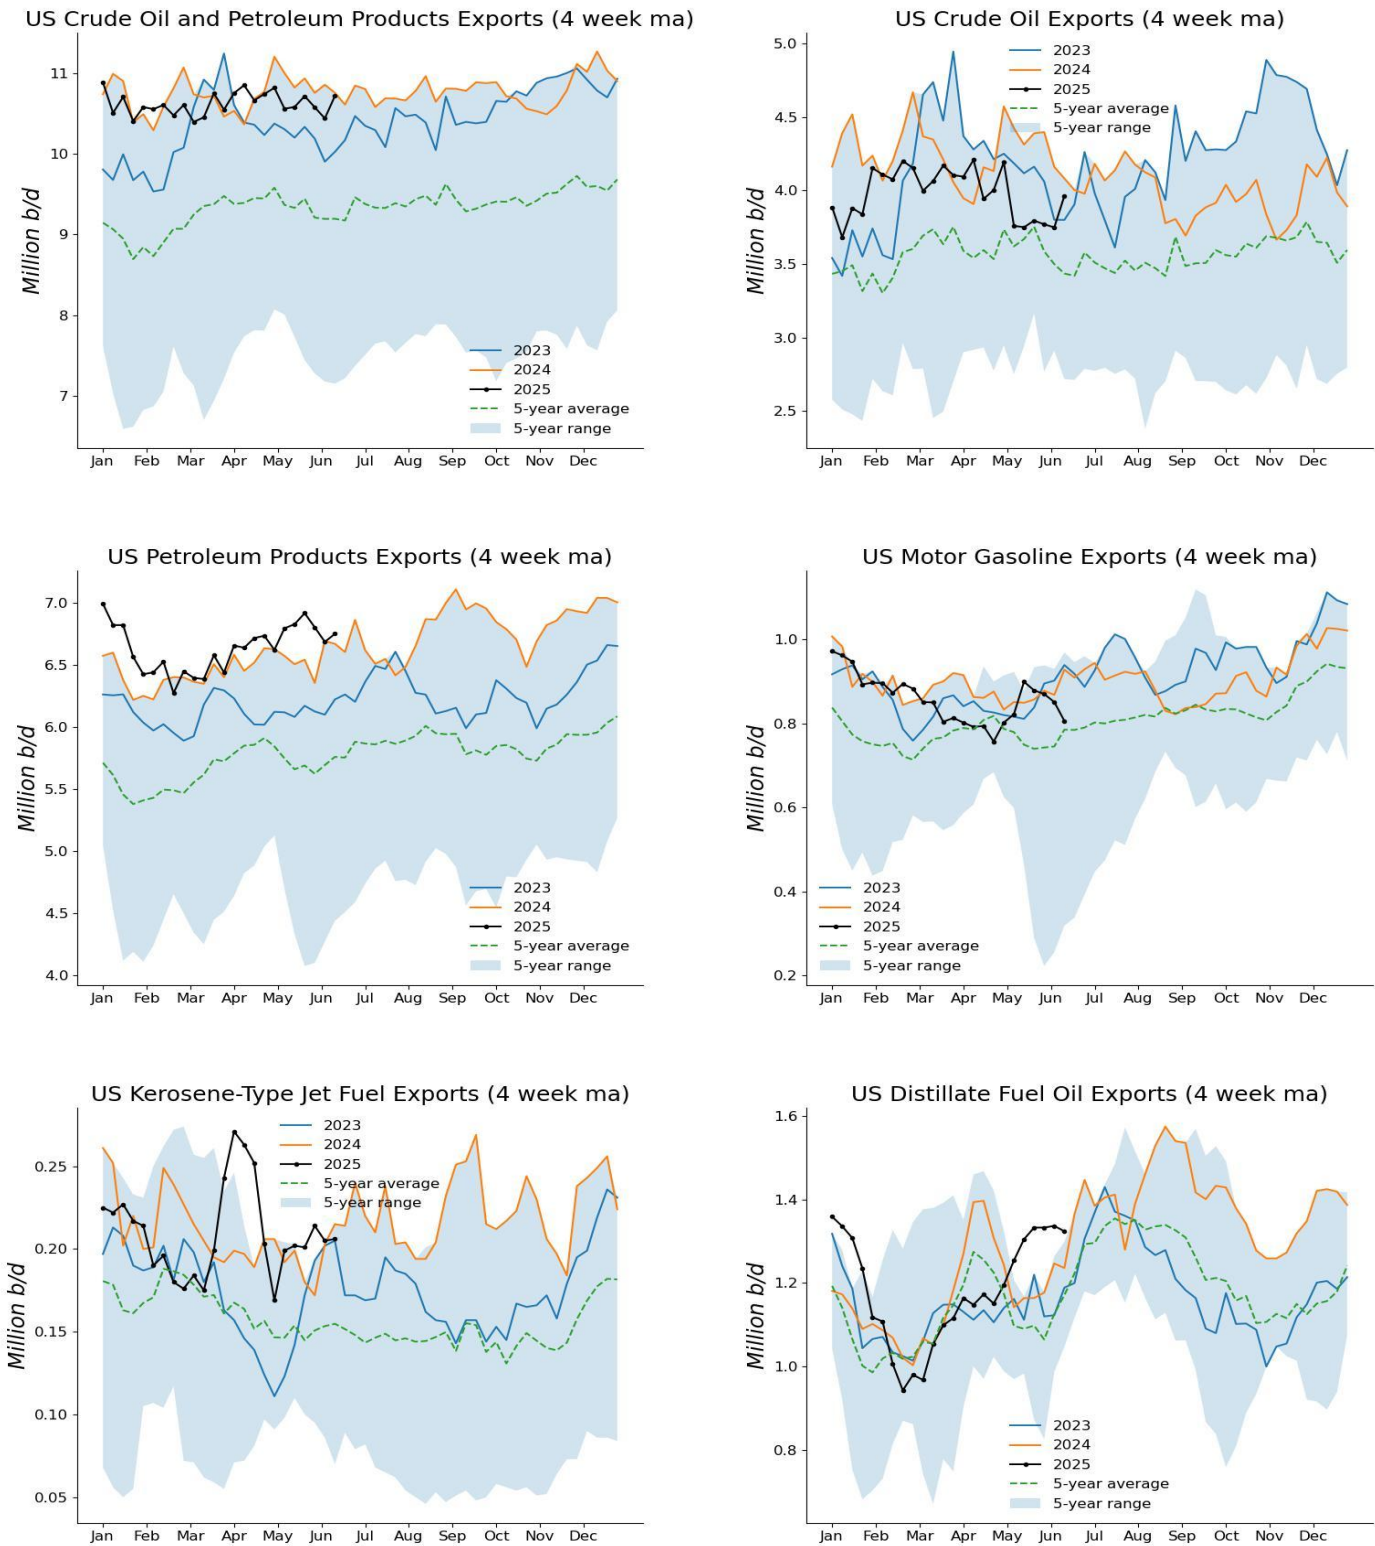 US Crude Oil and Petroleum Products Exports (4 week ma)
Million b/d
11
10
9
8
7
Jan Feb Mar Apr May Jun Jul Aug Sep Oct Nov Dec
2023
2024
2025
5-year average
5-year range
US Crude Oil Exports (4 week ma)
Million b/d
5.0
4.5
4.0
3.5
3.0
2.5
Jan Feb Mar Apr May Jun Jul Aug Sep Oct Nov Dec
2023
2024
2025
5-year average
5-year range
US Petroleum Products Exports (4 week ma)
Million b/d
7.0
6.5
6.0
5.5
5.0
4.5
4.0
Jan Feb Mar Apr May Jun Jul Aug Sep Oct Nov Dec
2023
2024
2025
5-year average
5-year range
US Motor Gasoline Exports (4 week ma)
Million b/d
1.0
0.8
0.6
0.4
0.2
Jan Feb Mar Apr May Jun Jul Aug Sep Oct Nov Dec
2023
2024
2025
5-year average
5-year range
US Kerosene-Type Jet Fuel Exports (4 week ma)
Million b/d
0.25
0.20
0.15
0.10
0.05
Jan Feb Mar Apr May Jun Jul Aug Sep Oct Nov Dec
2023
2024
2025
5-year average
5-year range
US Distillate Fuel Oil Exports (4 week ma)
Million b/d
1.6
1.4
1.2
1.0
0.8
Jan Feb Mar Apr May Jun Jul Aug Sep Oct Nov Dec
2023
2024
2025
5-year average
5-year range